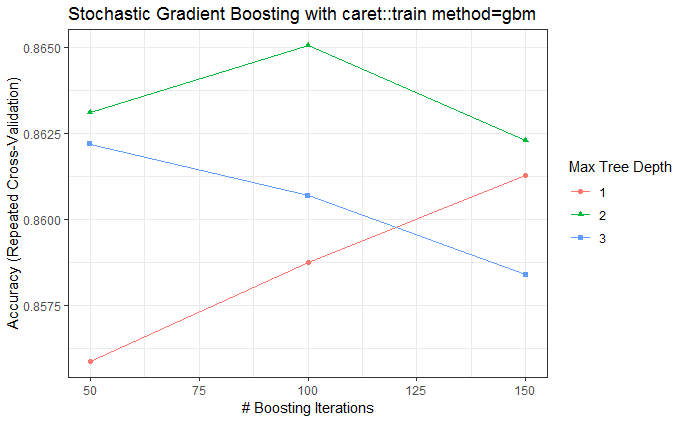 Stochastic Gradient Boosting with caret::train method=gbm
Accuracy (Repeated Cross-Validation)
0.8650
0.8625
0.8600
0.8575
50 75 100 125 150
# Boosting Iterations
Max Tree Depth
1
2
3